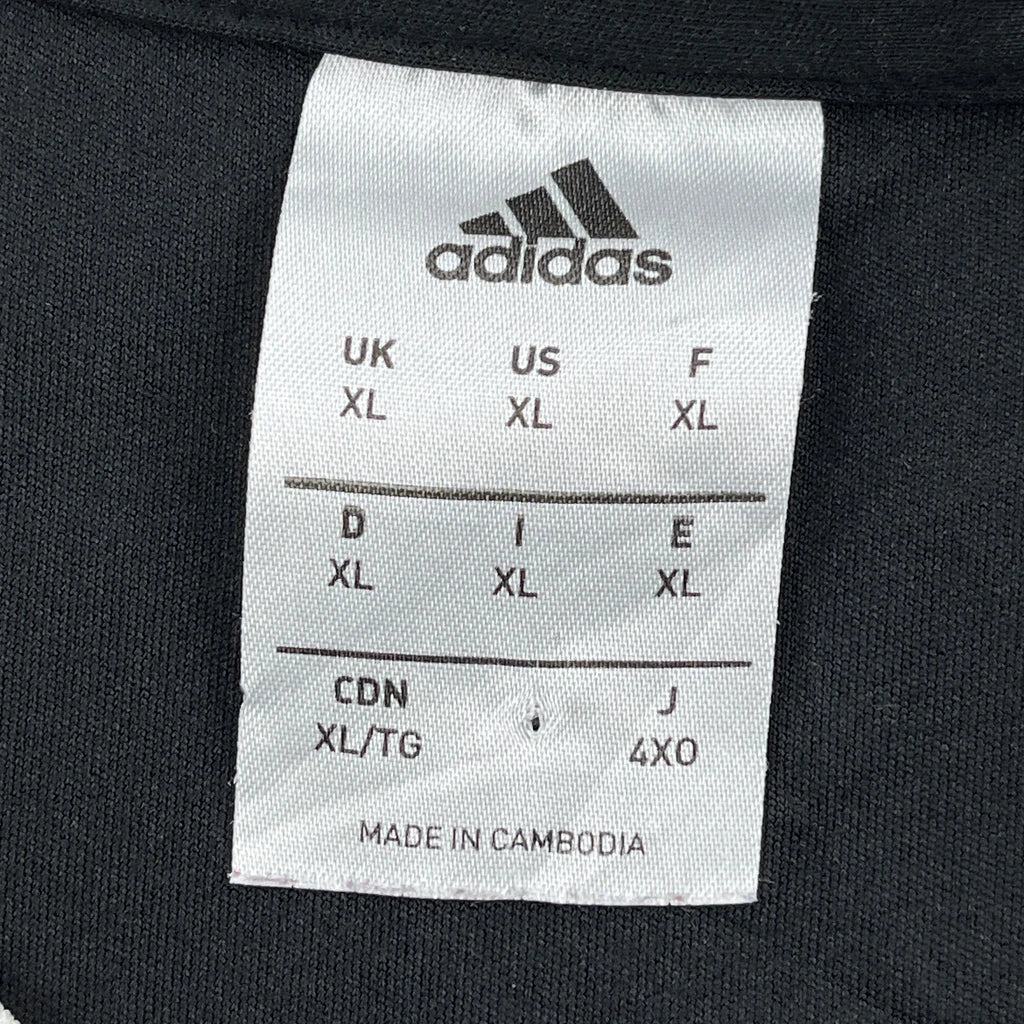 adidas
UK US F
XL XL XL
D I E
XL XL XL
CDN J
XL/TG 4XO
MADE IN CAMBODIA